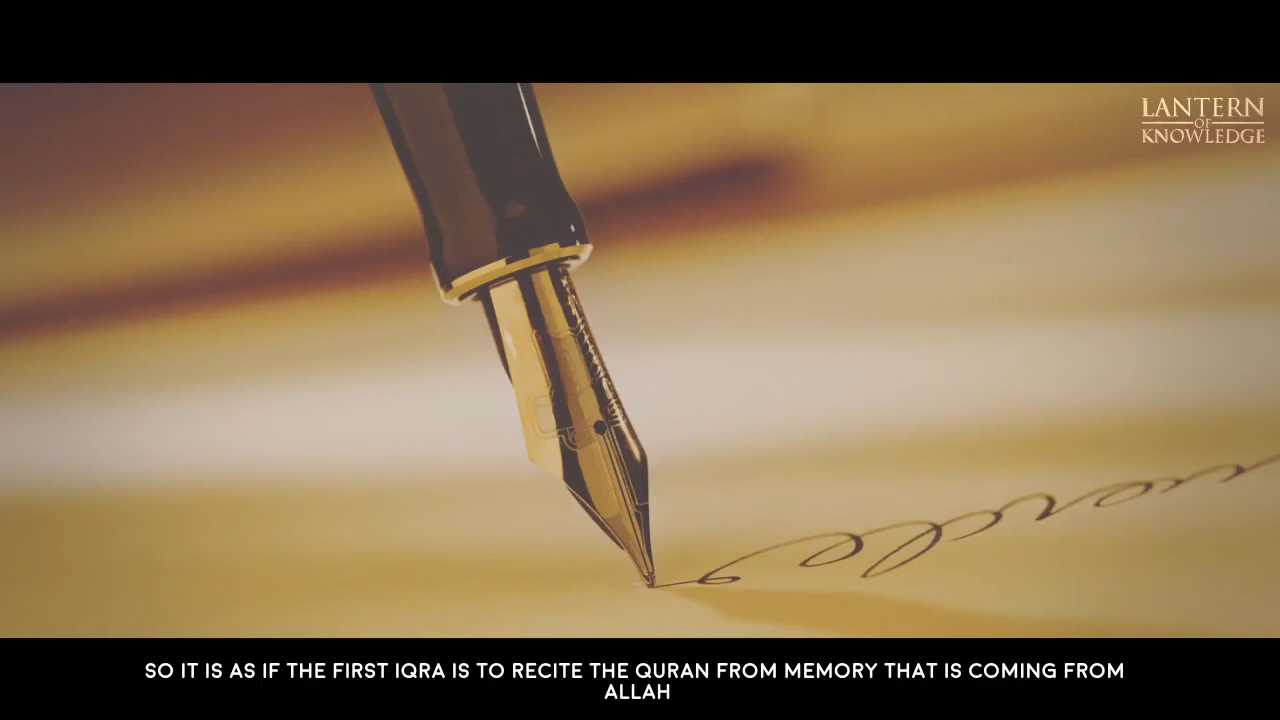 LANTERN
OF
KNOWLEDGE
SO IT IS AS IF THE FIRST IQRA IS TO RECITE THE QURAN FROM MEMORY THAT IS COMING FROM
ALLAH